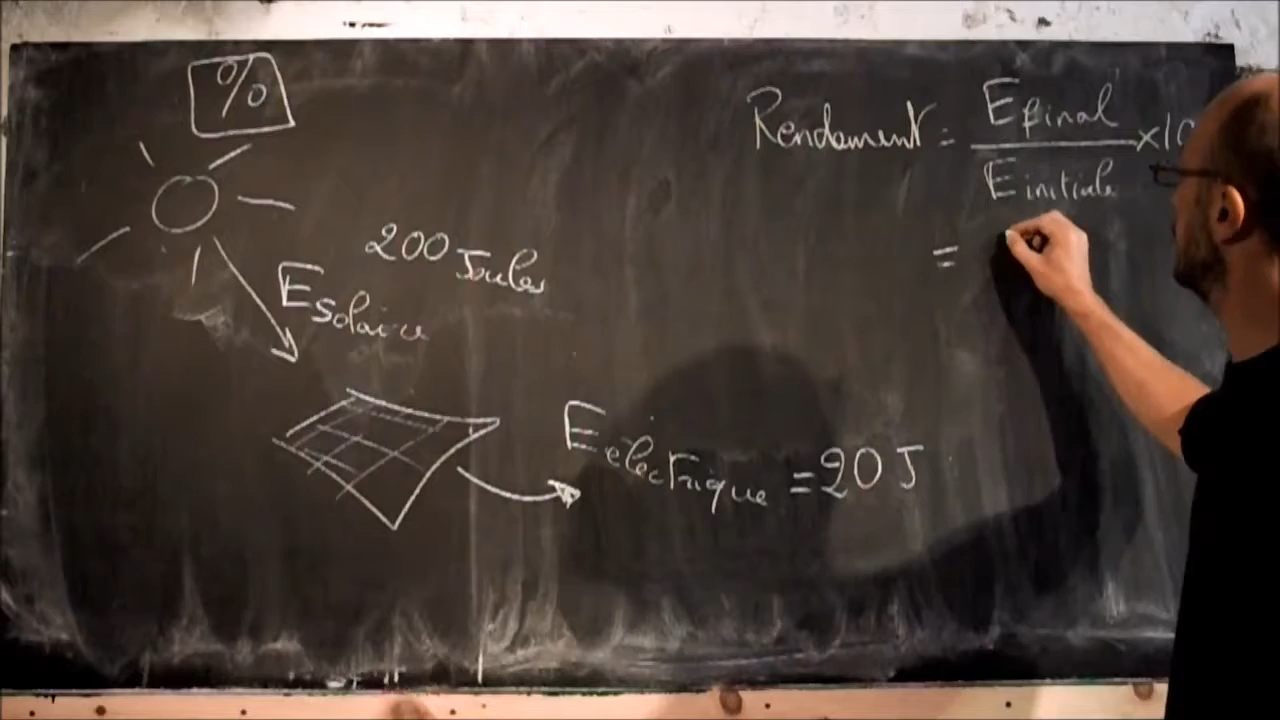 %
Rendement = E final / E initiale ×10
=
200 Joules
E solaire
E électrique = 20 J